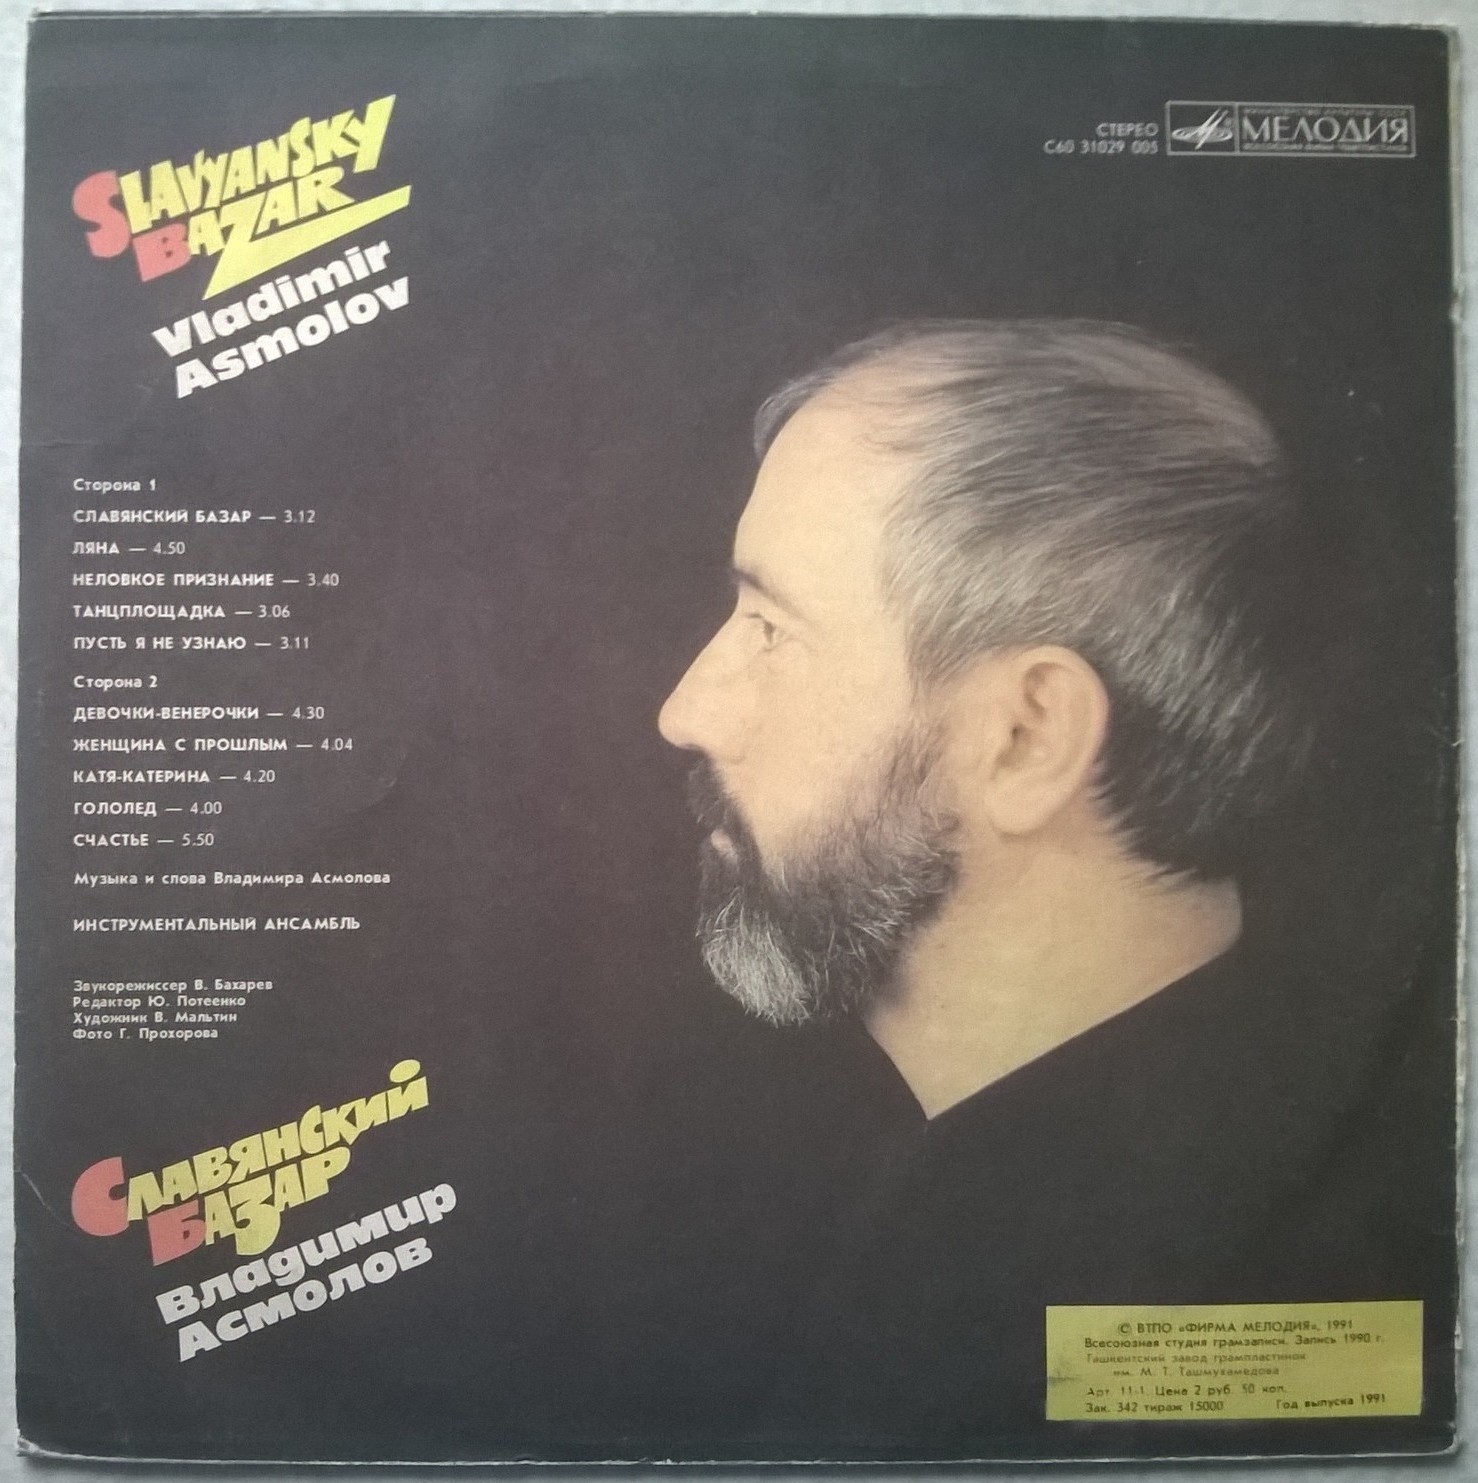 SLAVYANSKY
BAZAR
Vladimir
Asmolov
СТЕРЕО
С60 31029 005
МЕЛОДИЯ
Сторона 1
СЛАВЯНСКИЙ БАЗАР — 3.12
ЛЯНА — 4.50
НЕЛОВКОЕ ПРИЗНАНИЕ — 3.40
ТАНЦПЛОЩАДКА — 3.06
ПУСТЬ Я НЕ УЗНАЮ — 3.11
Сторона 2
ДЕВОЧКИ-ВЕНЕРОЧКИ — 4.30
ЖЕНЩИНА С ПРОШЛЫМ — 4.04
КАТЯ-КАТЕРИНА — 4.20
ГОЛОЛЕД — 4.00
СЧАСТЬЕ — 5.50
Музыка и слова Владимира Асмолова
ИНСТРУМЕНТАЛЬНЫЙ АНСАМБЛЬ
Звукорежиссер В. Бахарев
Редактор Ю. Потеенко
Художник В. Мальтин
Фото Г. Прохорова
СЛАВЯНСКИЙ
БАЗАР
Владимир
Асмолов
© ВТПО «ФИРМА МЕЛОДИЯ», 1991
Всесоюзная студия грамзаписи. Запись 1990 г.
Ташкентский завод грампластинок
им. М. Т. Ташмухамедова
Арт. 11-1. Цена 2 руб. 50 коп.
Зак. 342 тираж 15000 Год выпуска 1991